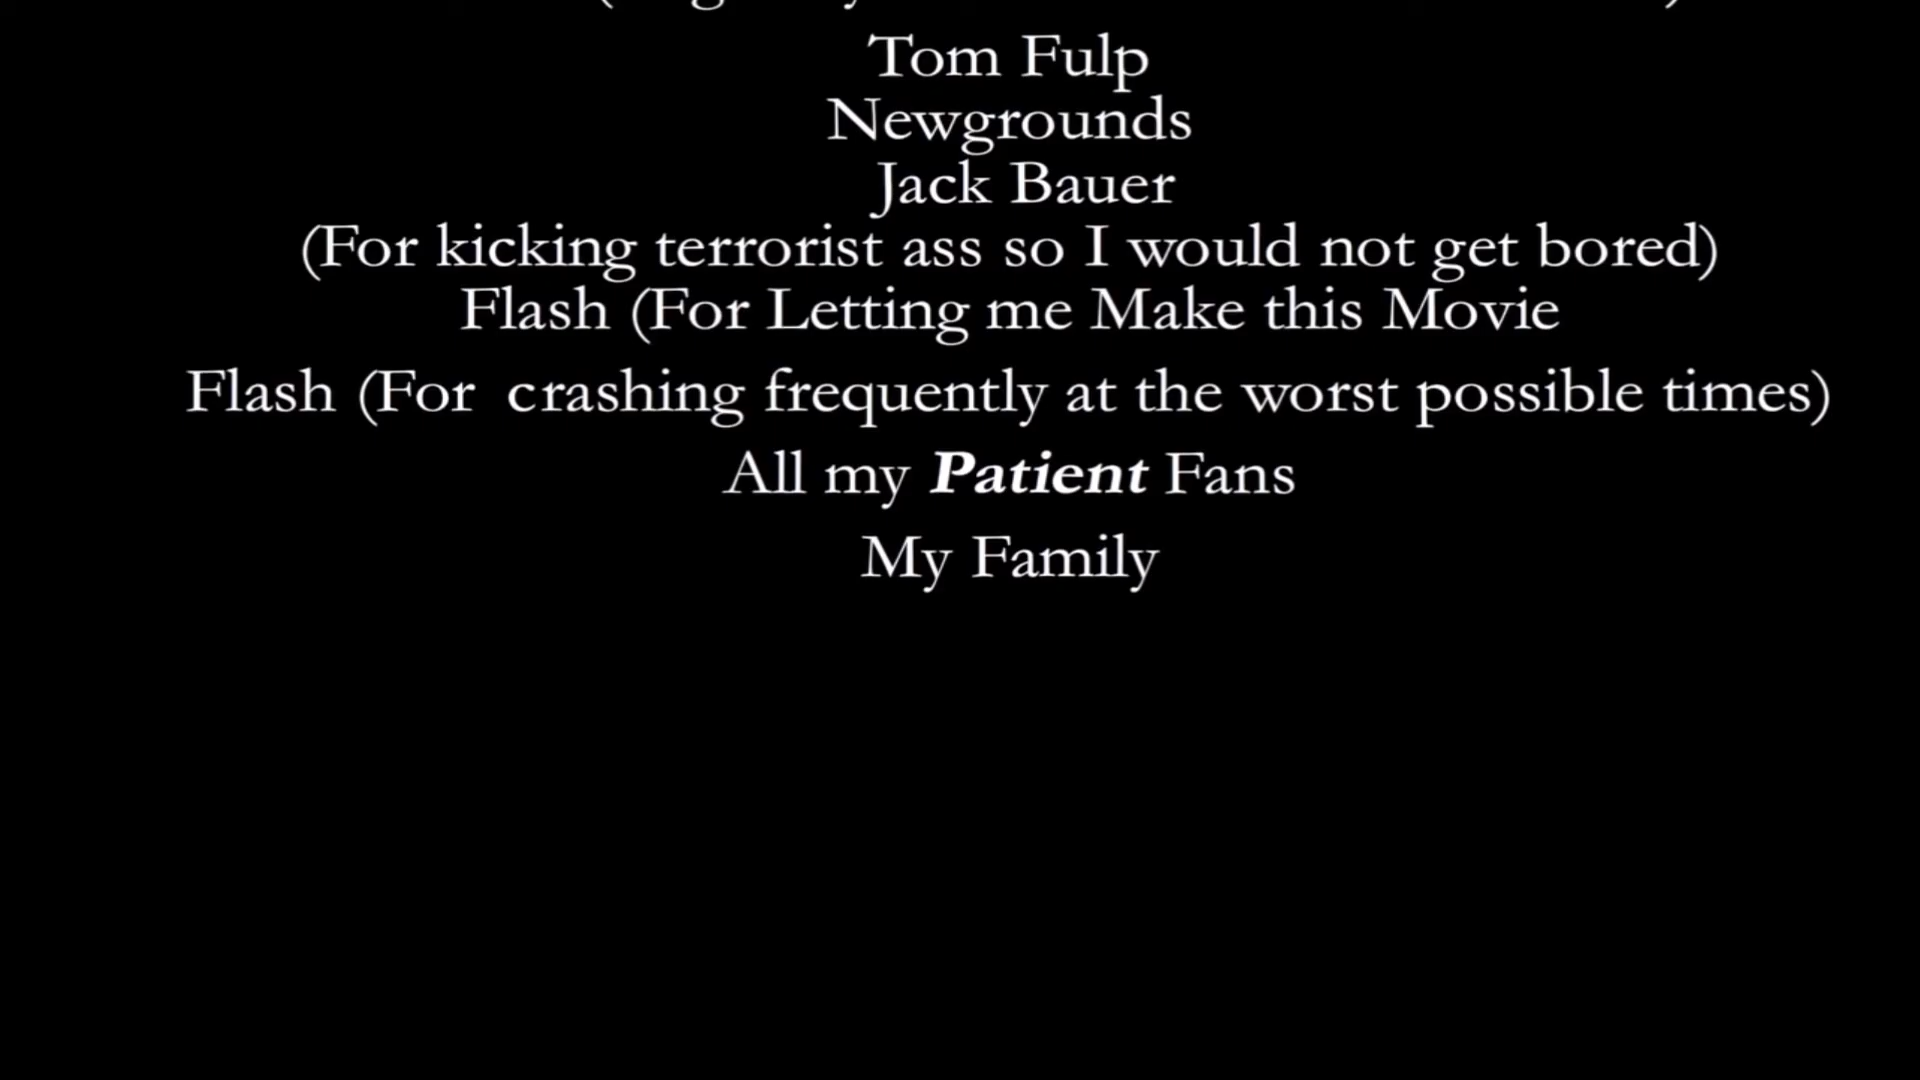 Tom Fulp
Newgrounds
Jack Bauer
(For kicking terrorist ass so I would not get bored)
Flash (For Letting me Make this Movie
Flash (For crashing frequently at the worst possible times)
All my Patient Fans
My Family